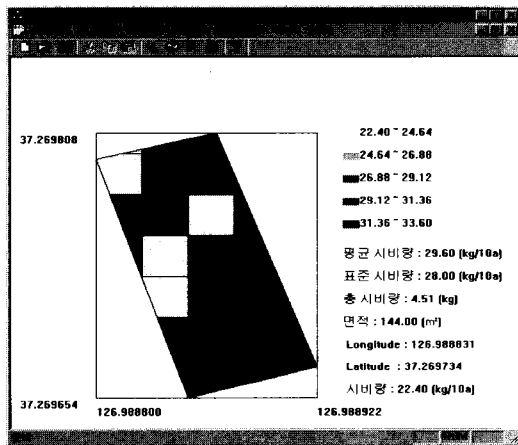 37.269808
22.40 ~ 24.64
24.64 ~ 26.88
26.88 ~ 29.12
29.12 ~ 31.36
31.36 ~ 33.60
평균 시비량 : 29.60 (kg/10a)
표준 시비량 : 28.00 (kg/10a)
총 시비량 : 4.51 (kg)
면적 : 144.00 (m²)
Longitude : 126.988831
Latitude : 37.269734
시비량 : 22.40 (kg/10a)
37.269654
126.988800
126.988922